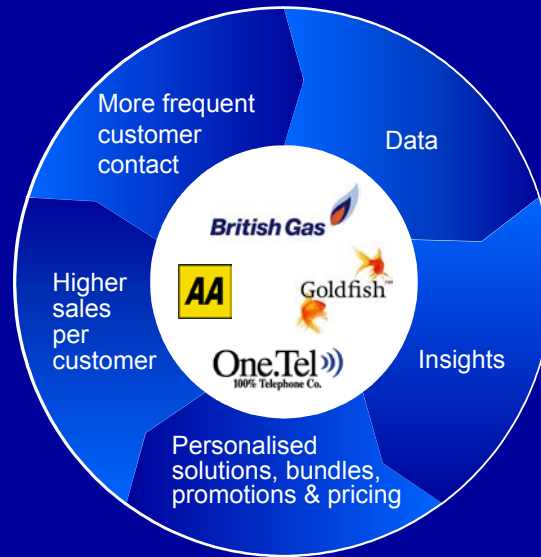 More frequent
customer
contact
Data
British Gas
AA
Goldfish™
Higher
sales
per
customer
One.Tel
100% Telephone Co.
Insights
Personalised
solutions, bundles,
promotions & pricing